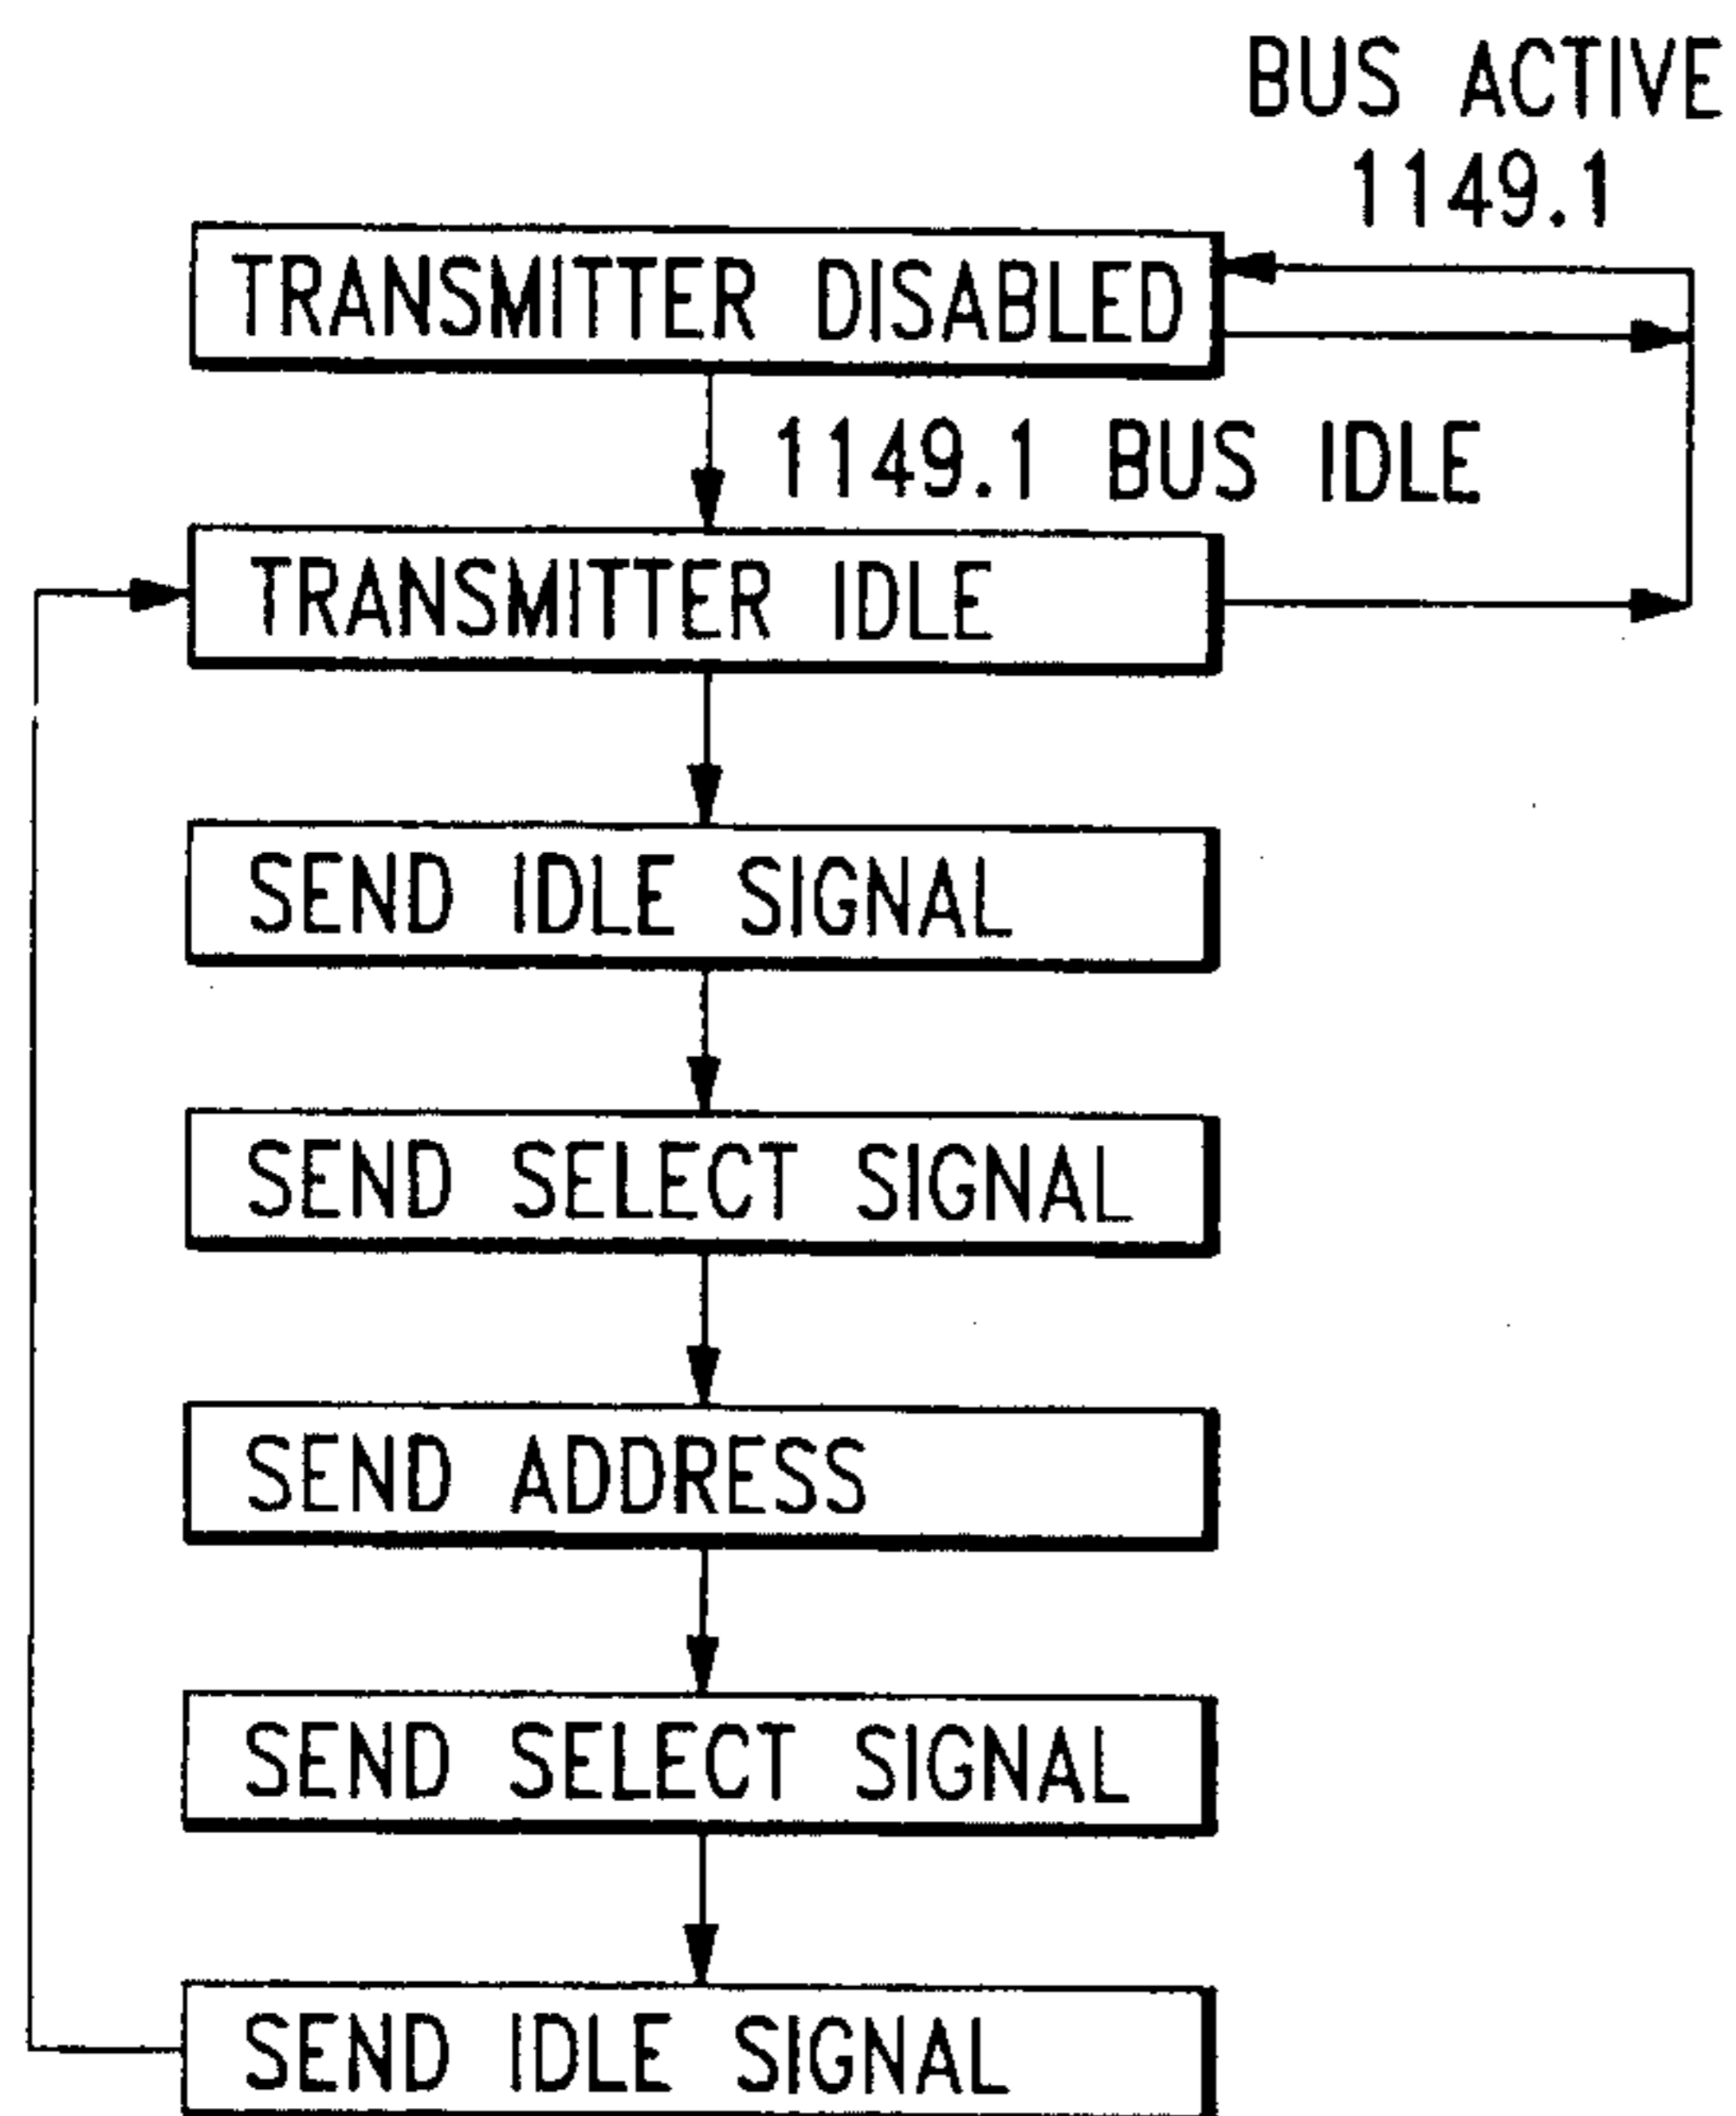 BUS ACTIVE
1149.1
TRANSMITTER DISABLED
1149.1 BUS IDLE
TRANSMITTER IDLE
SEND IDLE SIGNAL
SEND SELECT SIGNAL
SEND ADDRESS
SEND SELECT SIGNAL
SEND IDLE SIGNAL